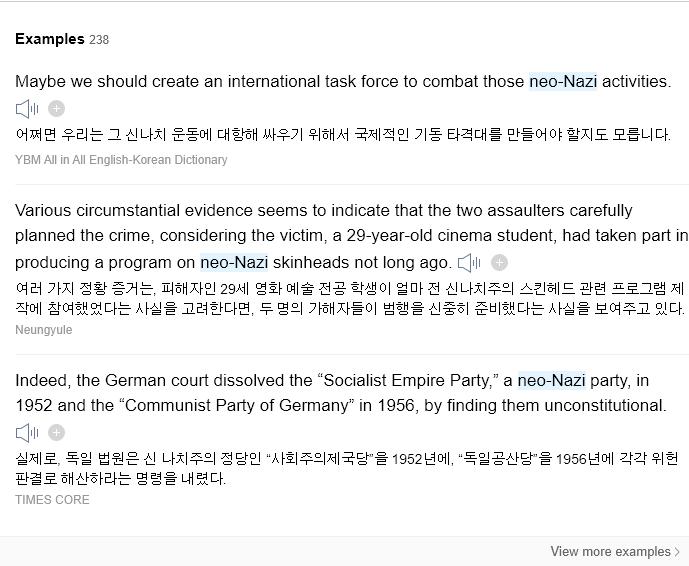 Examples 238
Maybe we should create an international task force to combat those neo-Nazi activities.
어쩌면 우리는 그 신나치 운동에 대항해 싸우기 위해서 국제적인 기동 타격대를 만들어야 할지도 모릅니다.
YBM All in All English-Korean Dictionary
Various circumstantial evidence seems to indicate that the two assaulters carefully
planned the crime, considering the victim, a 29-year-old cinema student, had taken part in
producing a program on neo-Nazi skinheads not long ago.
여러 가지 정황 증거는, 피해자인 29세 영화 예술 전공 학생이 얼마 전 신나치주의 스킨헤드 관련 프로그램 제
작에 참여했었다는 사실을 고려한다면, 두 명의 가해자들이 범행을 신중히 준비했다는 사실을 보여주고 있다.
Neungyule
Indeed, the German court dissolved the “Socialist Empire Party,” a neo-Nazi party, in
1952 and the “Communist Party of Germany” in 1956, by finding them unconstitutional.
실제로, 독일 법원은 신 나치주의 정당인 “사회주의제국당”을 1952년에, “독일공산당”을 1956년에 각각 위헌
판결로 해산하라는 명령을 내렸다.
TIMES CORE
View more examples >